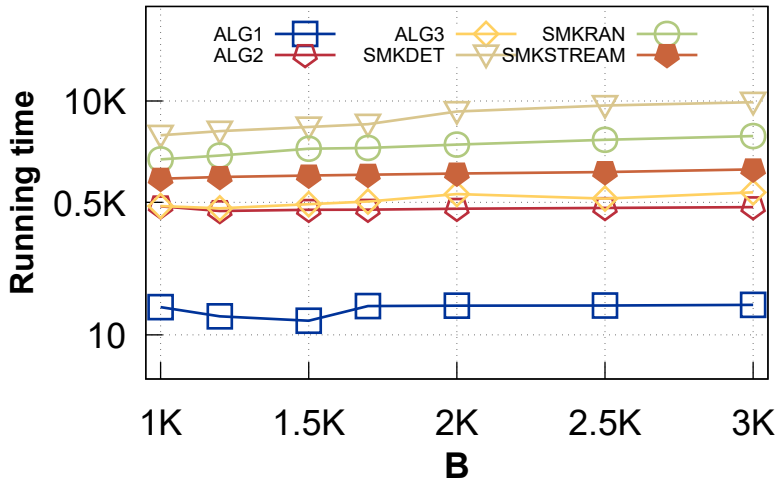 ALG1 ALG3 SMKRAN
ALG2 SMKDET SMKSTREAM
10K
0.5K
10
Running time
1K 1.5K 2K 2.5K 3K
B